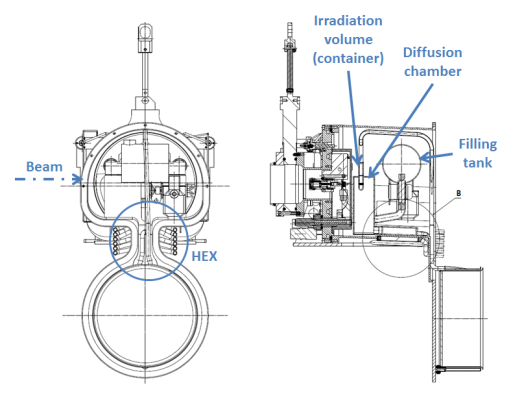 Irradiation
volume
(container)
Diffusion
chamber
Filling
tank
Beam
B
HEX